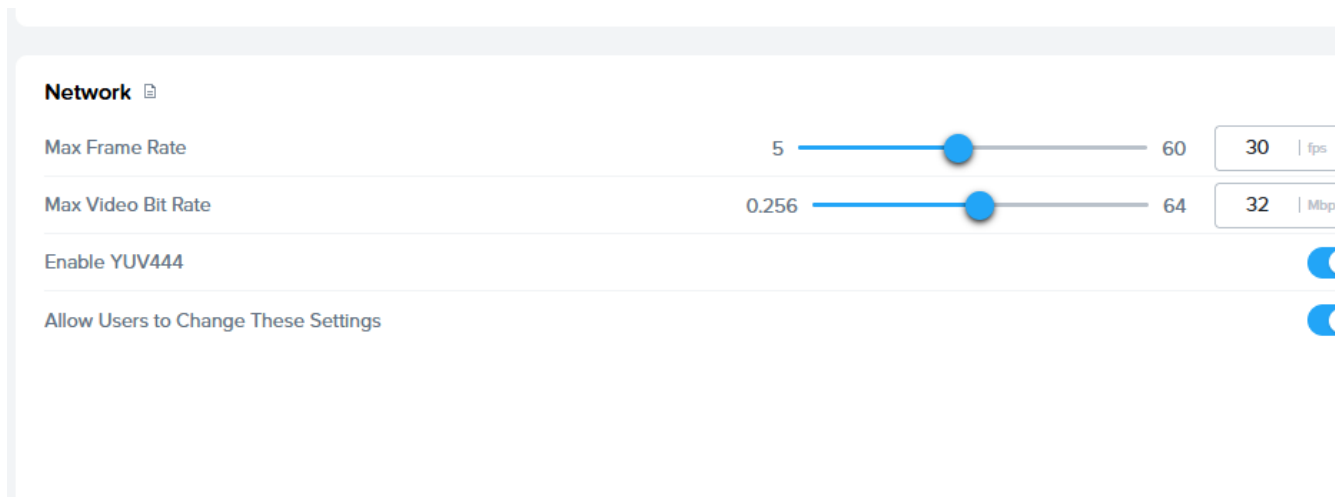 Network
Max Frame Rate 5 60 30 fps
Max Video Bit Rate 0.256 64 32 Mbp
Enable YUV444
Allow Users to Change These Settings